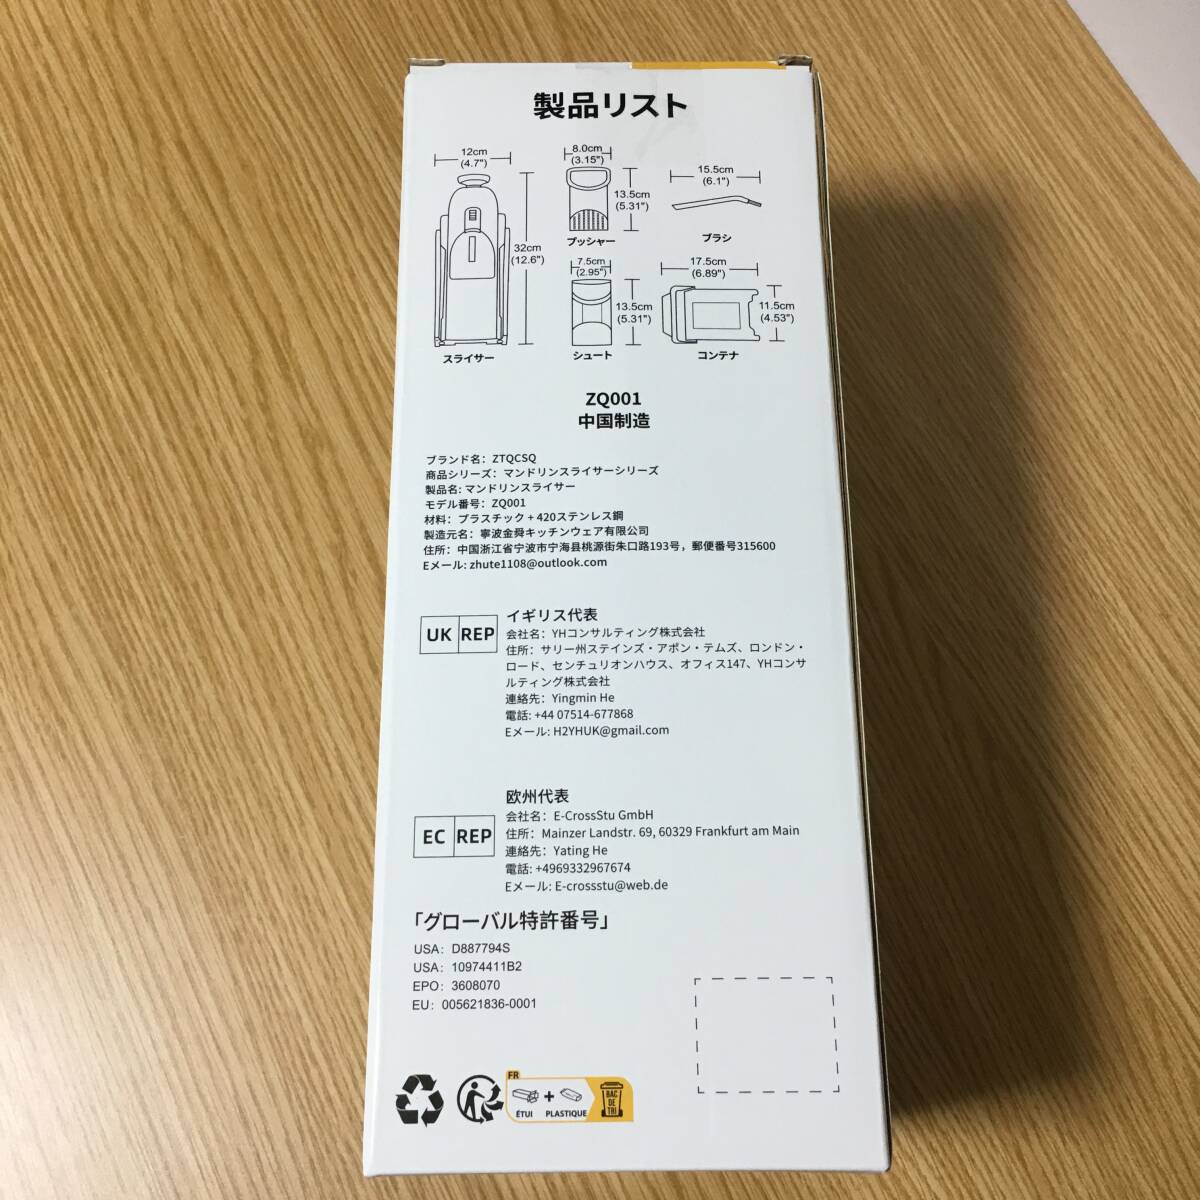 製品リスト
12cm
(4.7")
32cm
(12.6")
スライサー
8.0cm
(3.15")
13.5cm
(5.31")
プッシャー
15.5cm
(6.1")
ブラシ
7.5cm
(2.95")
13.5cm
(5.31")
シュート
17.5cm
(6.89")
11.5cm
(4.53")
コンテナ
ZQ001
中国制造
ブランド名：ZTQCSQ
商品シリーズ：マンドリンスライサーシリーズ
製品名: マンドリンスライサー
モデル番号：ZQ001
材料：プラスチック + 420ステンレス鋼
製造元名：寧波金舜キッチンウェア有限公司
住所：中国浙江省宁波市宁海县桃源街朱口路193号，郵便番号315600
Eメール: zhute1108@outlook.com
UK REP
イギリス代表
会社名：YHコンサルティング株式会社
住所：サリー州ステインズ・アポン・テムズ、ロンドン・
ロード、センチュリオンハウス、オフィス147、YHコンサ
ルティング株式会社
連絡先：Yingmin He
電話: +44 07514-677868
Eメール: H2YHUK@gmail.com
EC REP
欧州代表
会社名：E-CrossStu GmbH
住所：Mainzer Landstr. 69, 60329 Frankfurt am Main
連絡先：Yating He
電話: +4969332967674
Eメール: E-crossstu@web.de
「グローバル特許番号」
USA：D887794S
USA：10974411B2
EPO：3608070
EU：005621836-0001
FR
ÉTUI + PLASTIQUE
BAC
DE
TRI